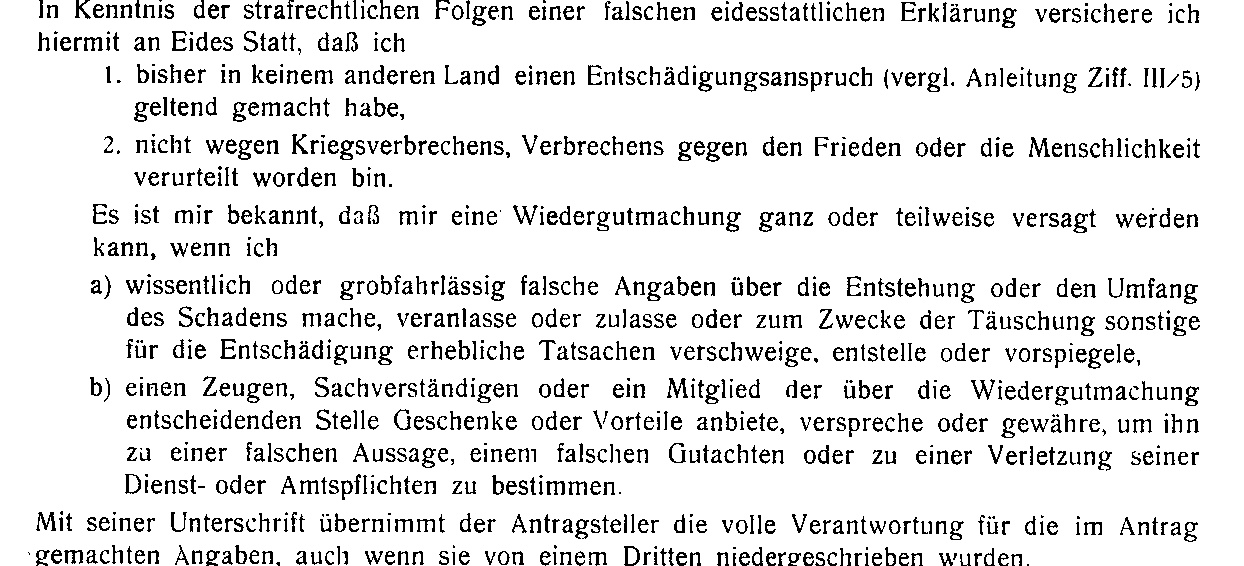 In Kenntnis der strafrechtlichen Folgen einer falschen eidesstattlichen Erklärung versichere ich
hiermit an Eides Statt, daß ich
1. bisher in keinem anderen Land einen Entschädigungsanspruch (vergl. Anleitung Ziff. III/5)
geltend gemacht habe,
2. nicht wegen Kriegsverbrechens, Verbrechens gegen den Frieden oder die Menschlichkeit
verurteilt worden bin.
Es ist mir bekannt, daß mir eine Wiedergutmachung ganz oder teilweise versagt werden
kann, wenn ich
a) wissentlich oder grobfahrlässig falsche Angaben über die Entstehung oder den Umfang
des Schadens mache, veranlasse oder zulasse oder zum Zwecke der Täuschung sonstige
für die Entschädigung erhebliche Tatsachen verschweige, entstelle oder vorspiegele,
b) einen Zeugen, Sachverständigen oder ein Mitglied der über die Wiedergutmachung
entscheidenden Stelle Geschenke oder Vorteile anbiete, verspreche oder gewähre, um ihn
zu einer falschen Aussage, einem falschen Gutachten oder zu einer Verletzung seiner
Dienst- oder Amtspflichten zu bestimmen.
Mit seiner Unterschrift übernimmt der Antragsteller die volle Verantwortung für die im Antrag
gemachten Angaben, auch wenn sie von einem Dritten niedergeschrieben wurden.